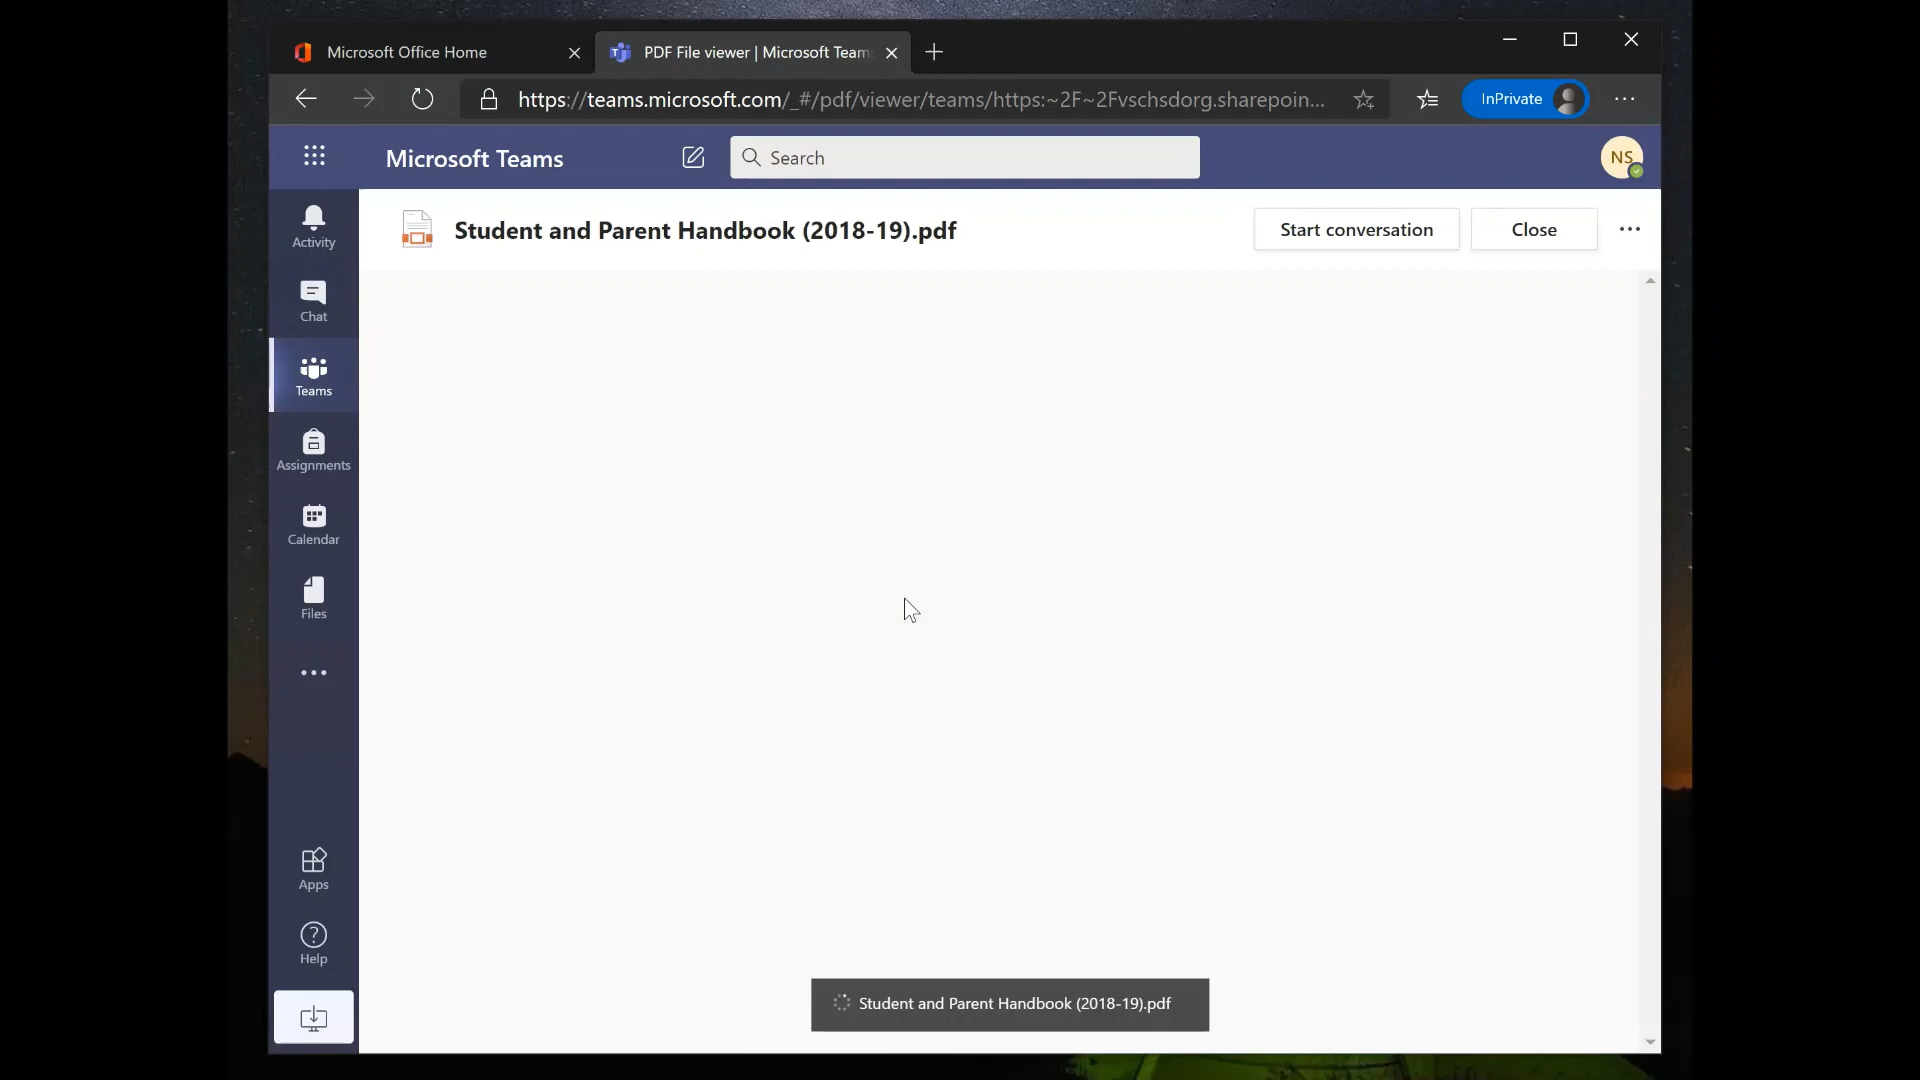 Microsoft Office Home
PDF File viewer | Microsoft Team
https://teams.microsoft.com/_#/pdf/viewer/teams/https:~2F~2Fvschsdorg.sharepoin...
InPrivate
Microsoft Teams
Search
NS
Activity
Student and Parent Handbook (2018-19).pdf
Start conversation
Close
Chat
Teams
Assignments
Calendar
Files
Apps
Help
Student and Parent Handbook (2018-19).pdf